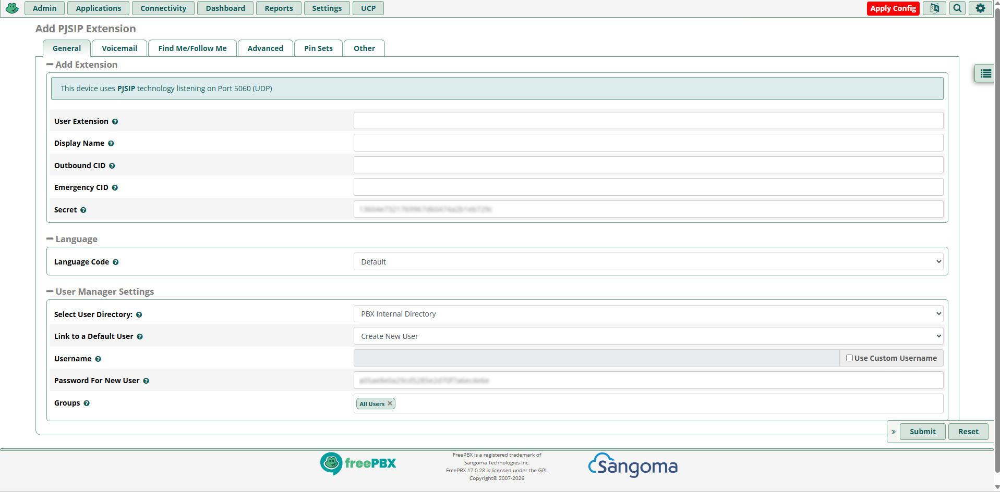 Admin Applications Connectivity Dashboard Reports Settings UCP Apply Config
Add PJSIP Extension
General Voicemail Find Me/Follow Me Advanced Pin Sets Other
Add Extension
This device uses PJSIP technology listening on Port 5060 (UDP)
User Extension
Display Name
Outbound CID
Emergency CID
Secret
Language
Language Code Default
User Manager Settings
Select User Directory: PBX Internal Directory
Link to a Default User Create New User
Username Use Custom Username
Password For New User
Groups All Users
» Submit Reset
freePBX
FreePBX is a registered trademark of
Sangoma Technologies Inc.
FreePBX 17.0.28 is licensed under the GPL
Copyright© 2007-2026
Sangoma